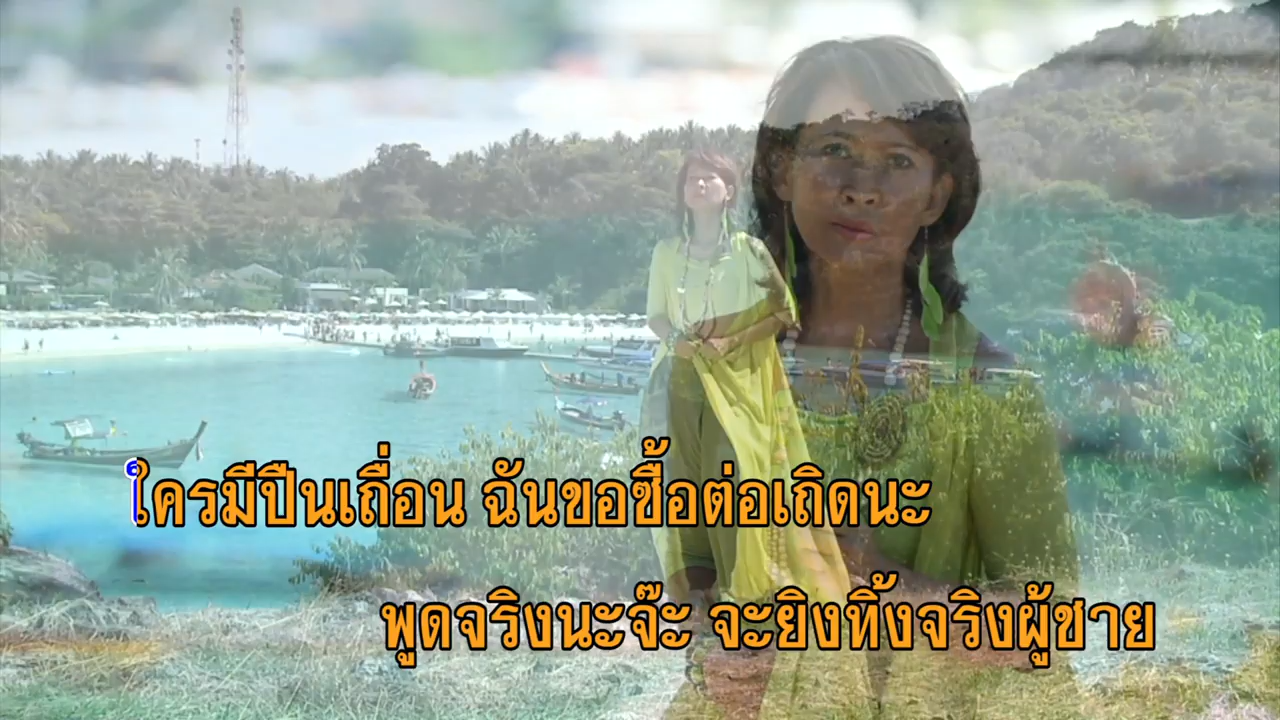 ใครมีปืนเถื่อน ฉันขอซื้อต่อเถิดนะ
พูดจริงนะจ๊ะ จะยิงทิ้งจริงผู้ชาย